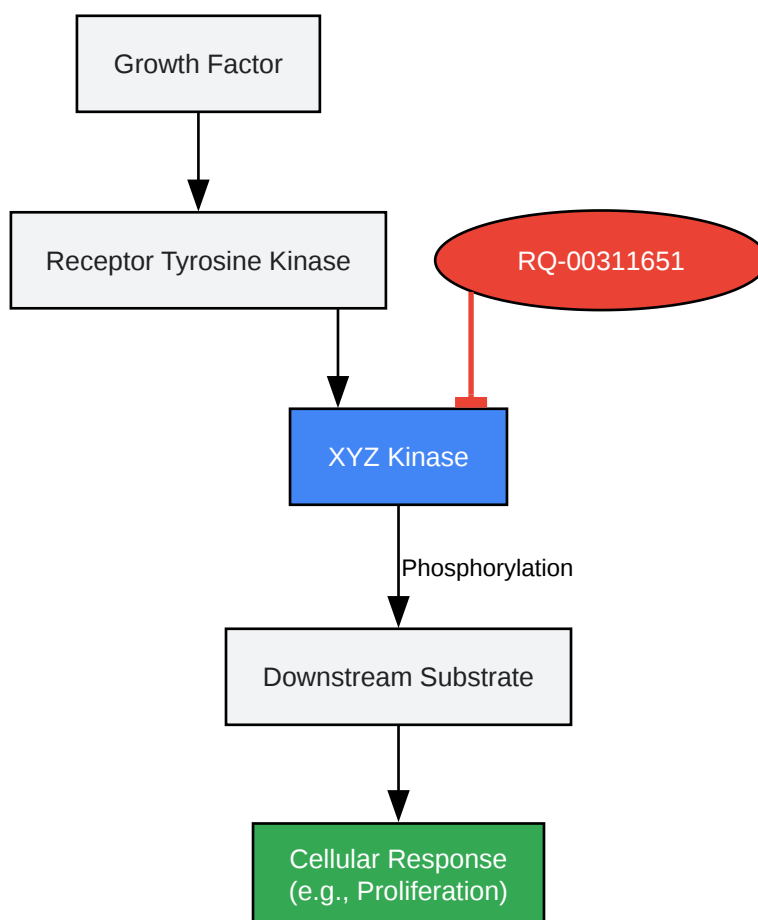 Growth Factor
Receptor Tyrosine Kinase
RQ-00311651
XYZ Kinase
Phosphorylation
Downstream Substrate
Cellular Response
(e.g., Proliferation)